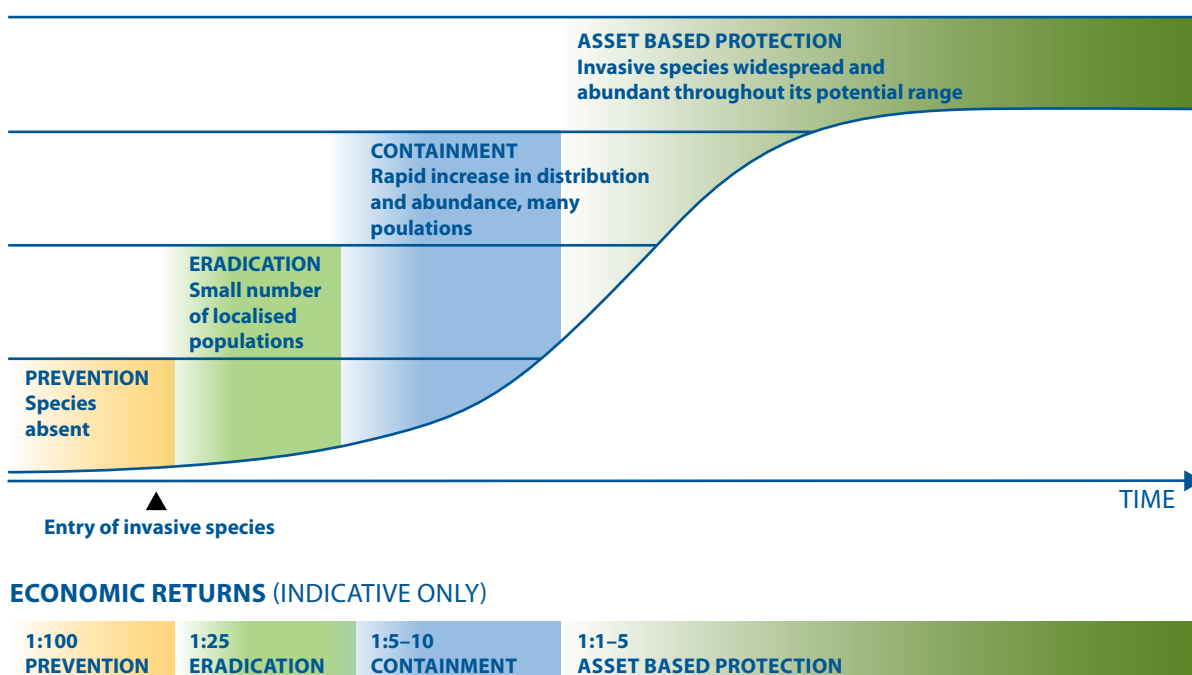 ASSET BASED PROTECTION
Invasive species widespread and
abundant throughout its potential range
CONTAINMENT
Rapid increase in distribution
and abundance, many
poulations
ERADICATION
Small number
of localised
populations
PREVENTION
Species
absent
TIME
Entry of invasive species
ECONOMIC RETURNS (INDICATIVE ONLY)
1:100
PREVENTION
1:25
ERADICATION
1:5–10
CONTAINMENT
1:1–5
ASSET BASED PROTECTION